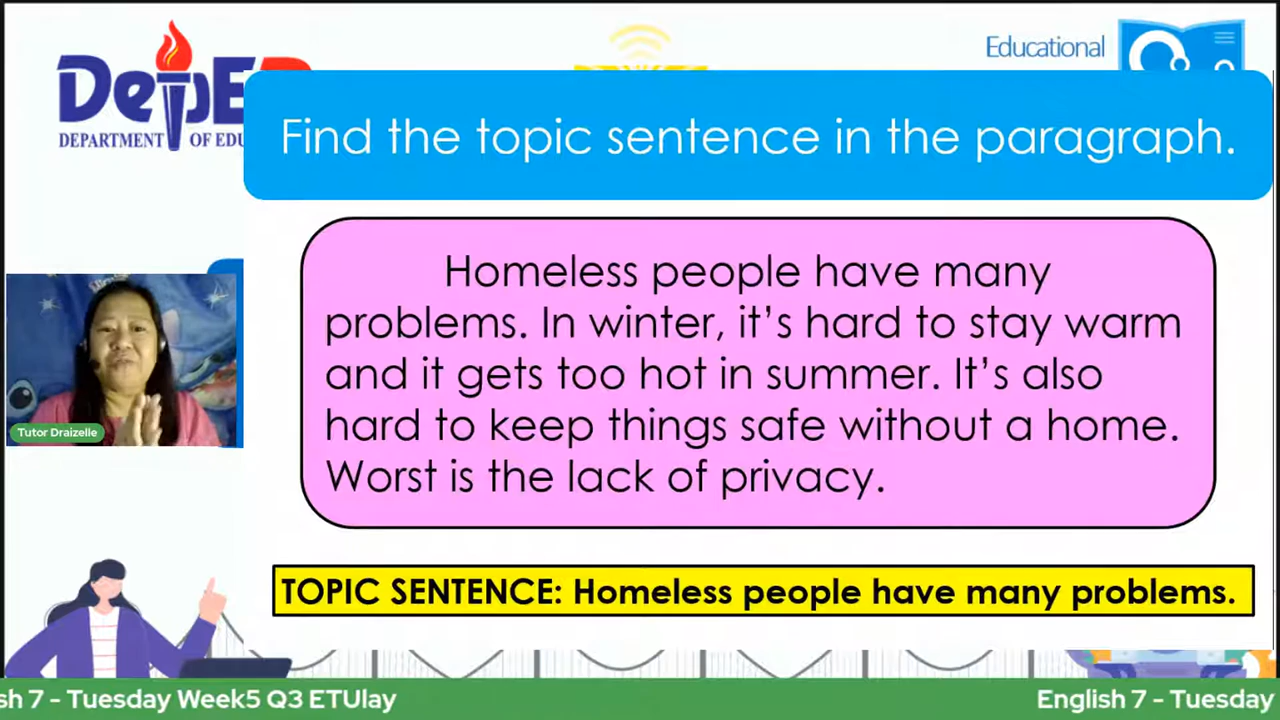 DepED
DEPARTMENT OF EDU
Educational
Find the topic sentence in the paragraph.
Homeless people have many
problems. In winter, it's hard to stay warm
and it gets too hot in summer. It's also
hard to keep things safe without a home.
Worst is the lack of privacy.
Tutor Draizelle
TOPIC SENTENCE: Homeless people have many problems.
sh 7 - Tuesday Week5 Q3 ETUlay
English 7 - Tuesday